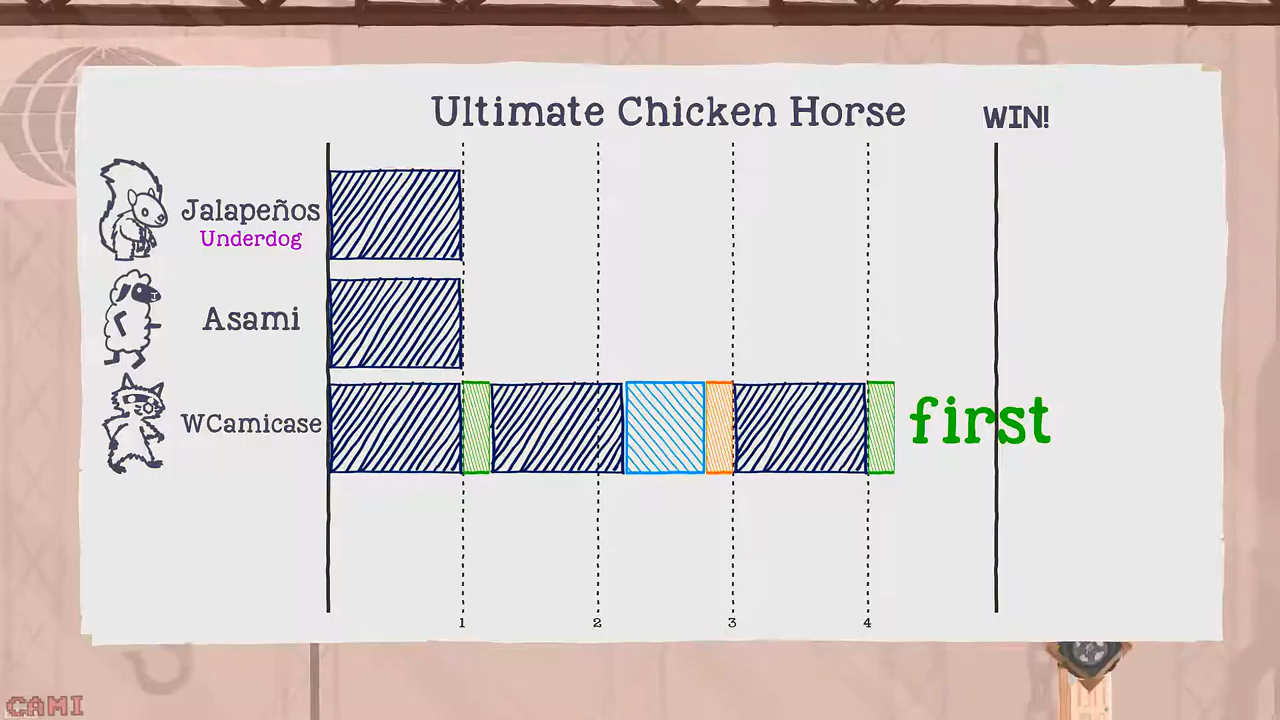 Ultimate Chicken Horse
WIN!
Jalapeños
Underdog
Asami
WCamicase
first
1 2 3 4
CAMI